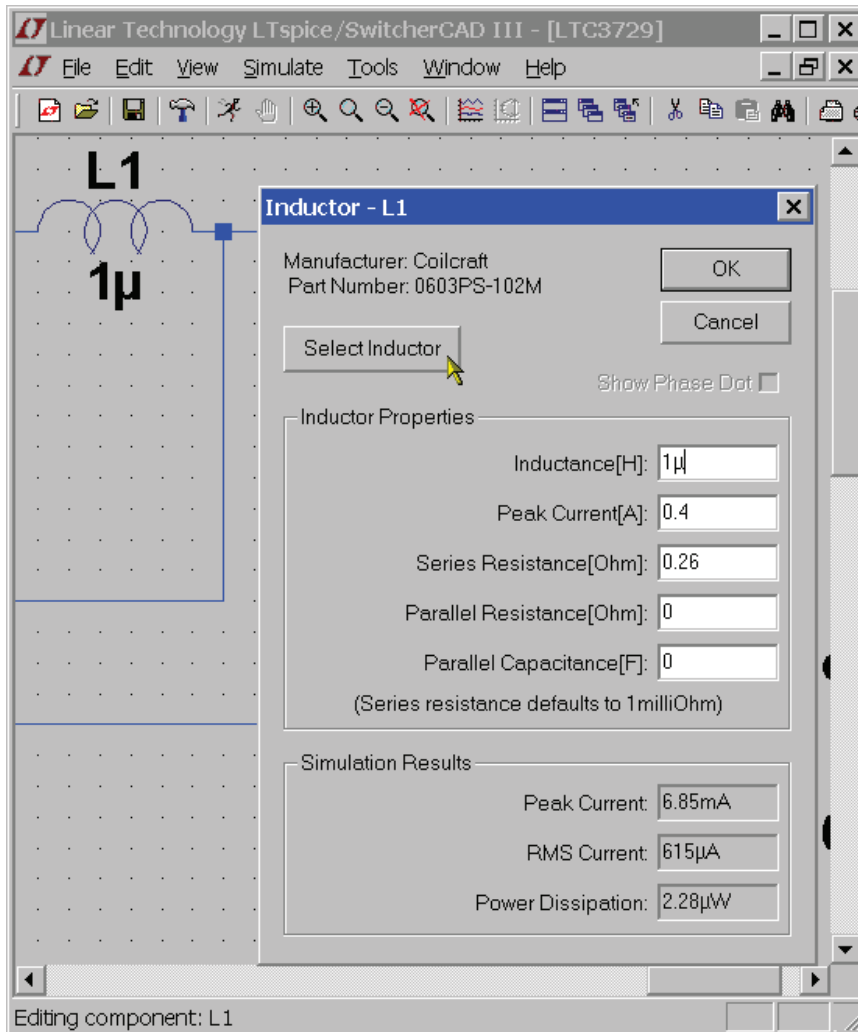 Linear Technology LTspice/SwitcherCAD III - [LTC3729]
File Edit View Simulate Tools Window Help
L1
1µ
Inductor - L1
Manufacturer: Coilcraft
Part Number: 0603PS-102M
OK
Cancel
Select Inductor
Show Phase Dot
Inductor Properties
Inductance[H]: 1µ
Peak Current[A]: 0.4
Series Resistance[Ohm]: 0.26
Parallel Resistance[Ohm]: 0
Parallel Capacitance[F]: 0
(Series resistance defaults to 1milliOhm)
Simulation Results
Peak Current: 6.85mA
RMS Current: 615µA
Power Dissipation: 2.28µW
Editing component: L1